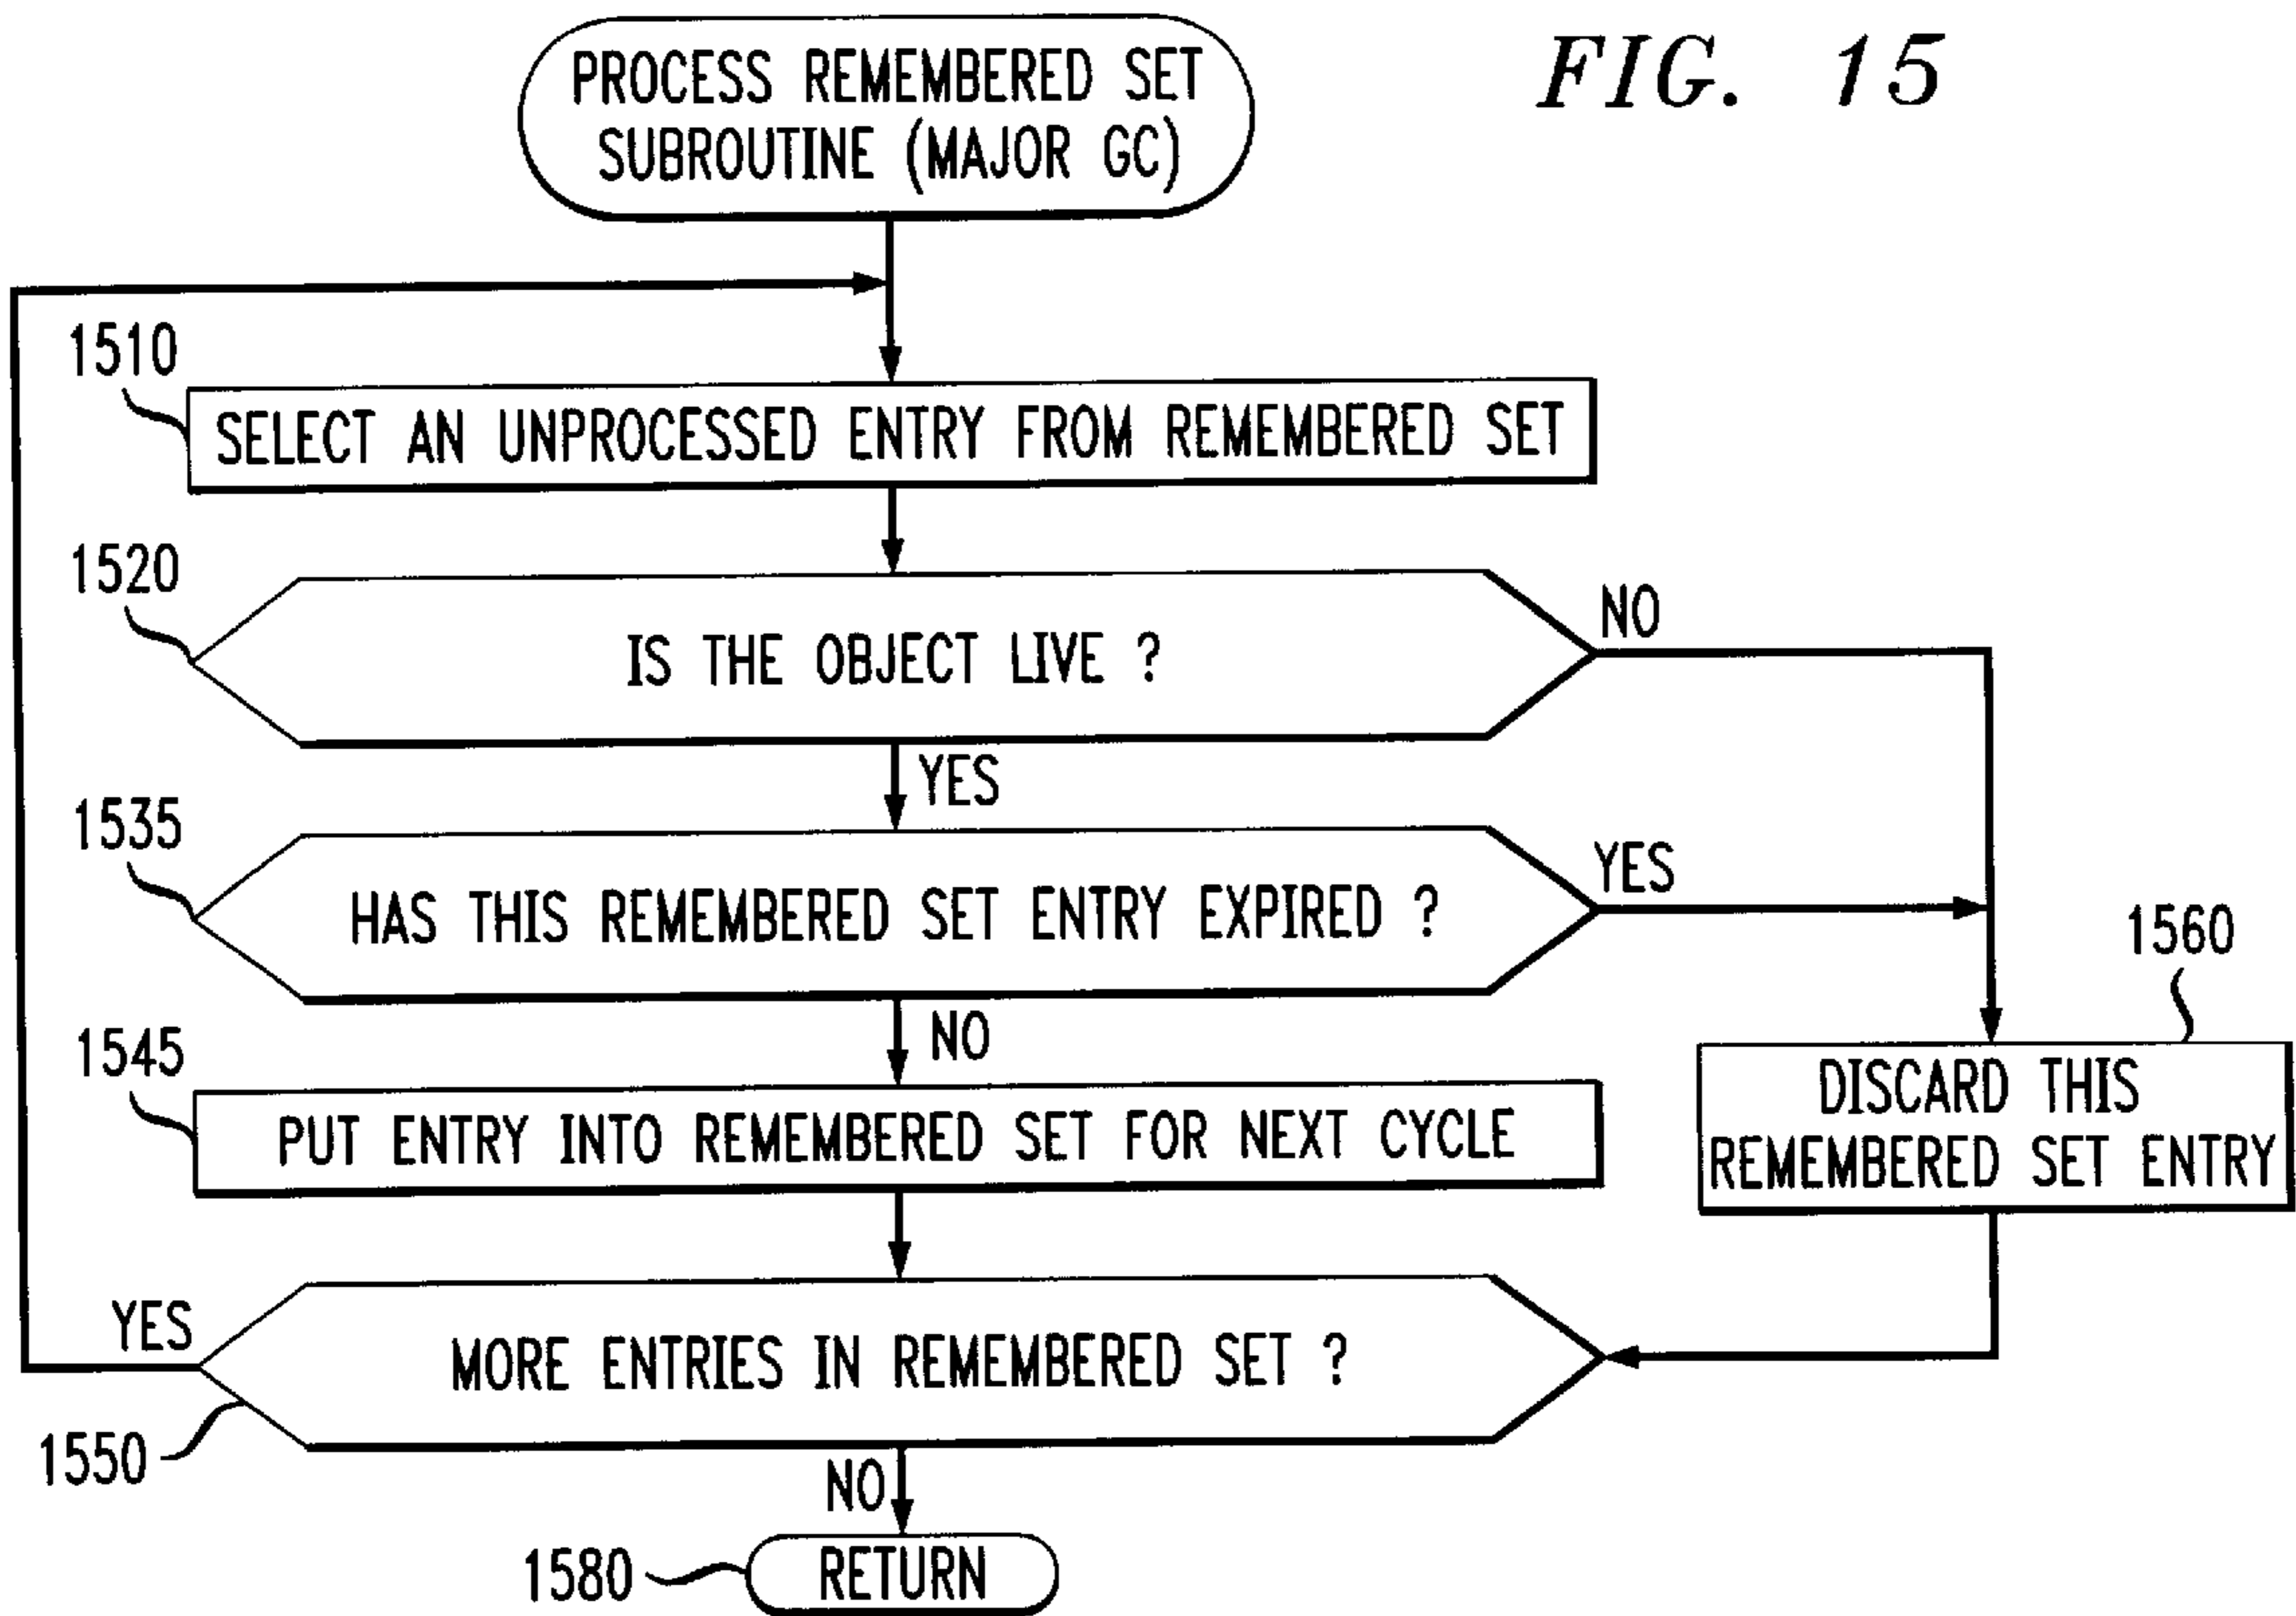 FIG. 15
PROCESS REMEMBERED SET
SUBROUTINE (MAJOR GC)
1510
SELECT AN UNPROCESSED ENTRY FROM REMEMBERED SET
1520
IS THE OBJECT LIVE ?
NO
YES
1535
HAS THIS REMEMBERED SET ENTRY EXPIRED ?
YES
NO
1545
PUT ENTRY INTO REMEMBERED SET FOR NEXT CYCLE
1560
DISCARD THIS
REMEMBERED SET ENTRY
YES
MORE ENTRIES IN REMEMBERED SET ?
1550
NO
1580
RETURN